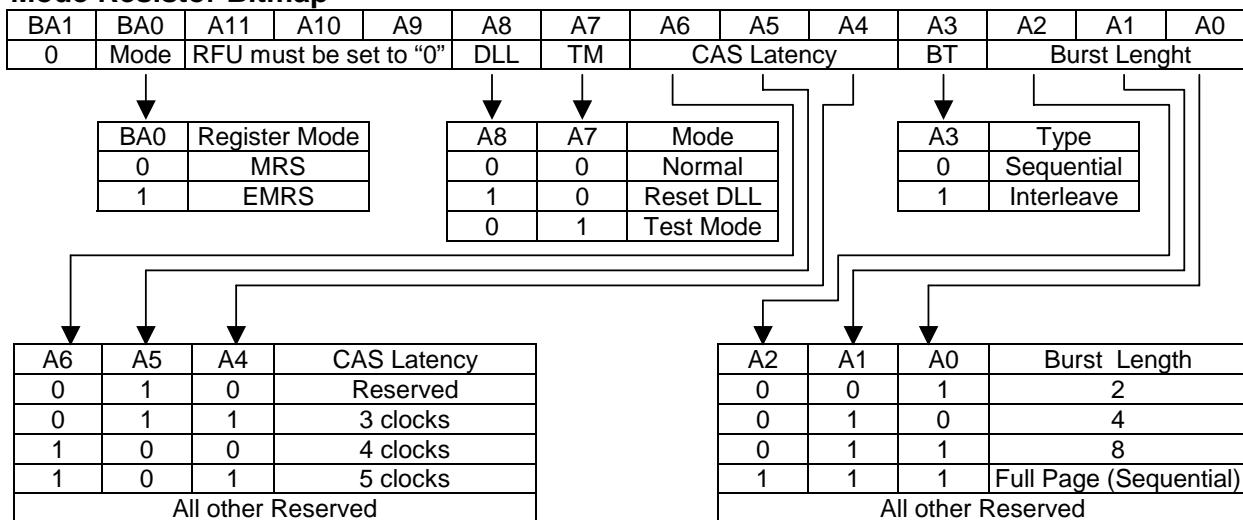 Mode Resistor Bitmap
BA1 BA0 A11 A10 A9 A8 A7 A6 A5 A4 A3 A2 A1 A0
0 Mode RFU must be set to “0” DLL TM CAS Latency BT Burst Lenght
BA0 Register Mode
0 MRS
1 EMRS
A8 A7 Mode
0 0 Normal
1 0 Reset DLL
0 1 Test Mode
A3 Type
0 Sequential
1 Interleave
A6 A5 A4 CAS Latency
0 1 0 Reserved
0 1 1 3 clocks
1 0 0 4 clocks
1 0 1 5 clocks
All other Reserved
A2 A1 A0 Burst Length
0 0 1 2
0 1 0 4
0 1 1 8
1 1 1 Full Page (Sequential)
All other Reserved